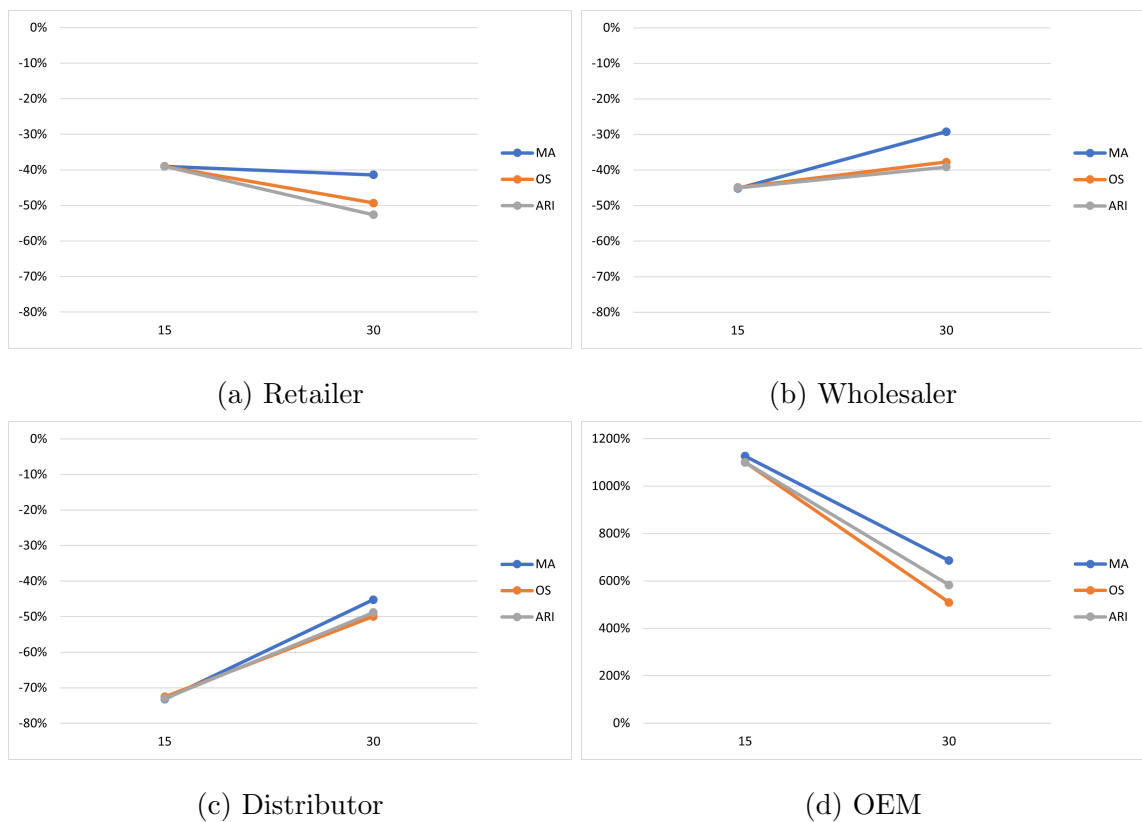 0%
-10%
-20%
-30%
-40%
-50%
-60%
-70%
-80%
15 30
MA
OS
ARI
(a) Retailer
0%
-10%
-20%
-30%
-40%
-50%
-60%
-70%
-80%
15 30
MA
OS
ARI
(b) Wholesaler
0%
-10%
-20%
-30%
-40%
-50%
-60%
-70%
-80%
15 30
MA
OS
ARI
(c) Distributor
1200%
1000%
800%
600%
400%
200%
0%
15 30
MA
OS
ARI
(d) OEM